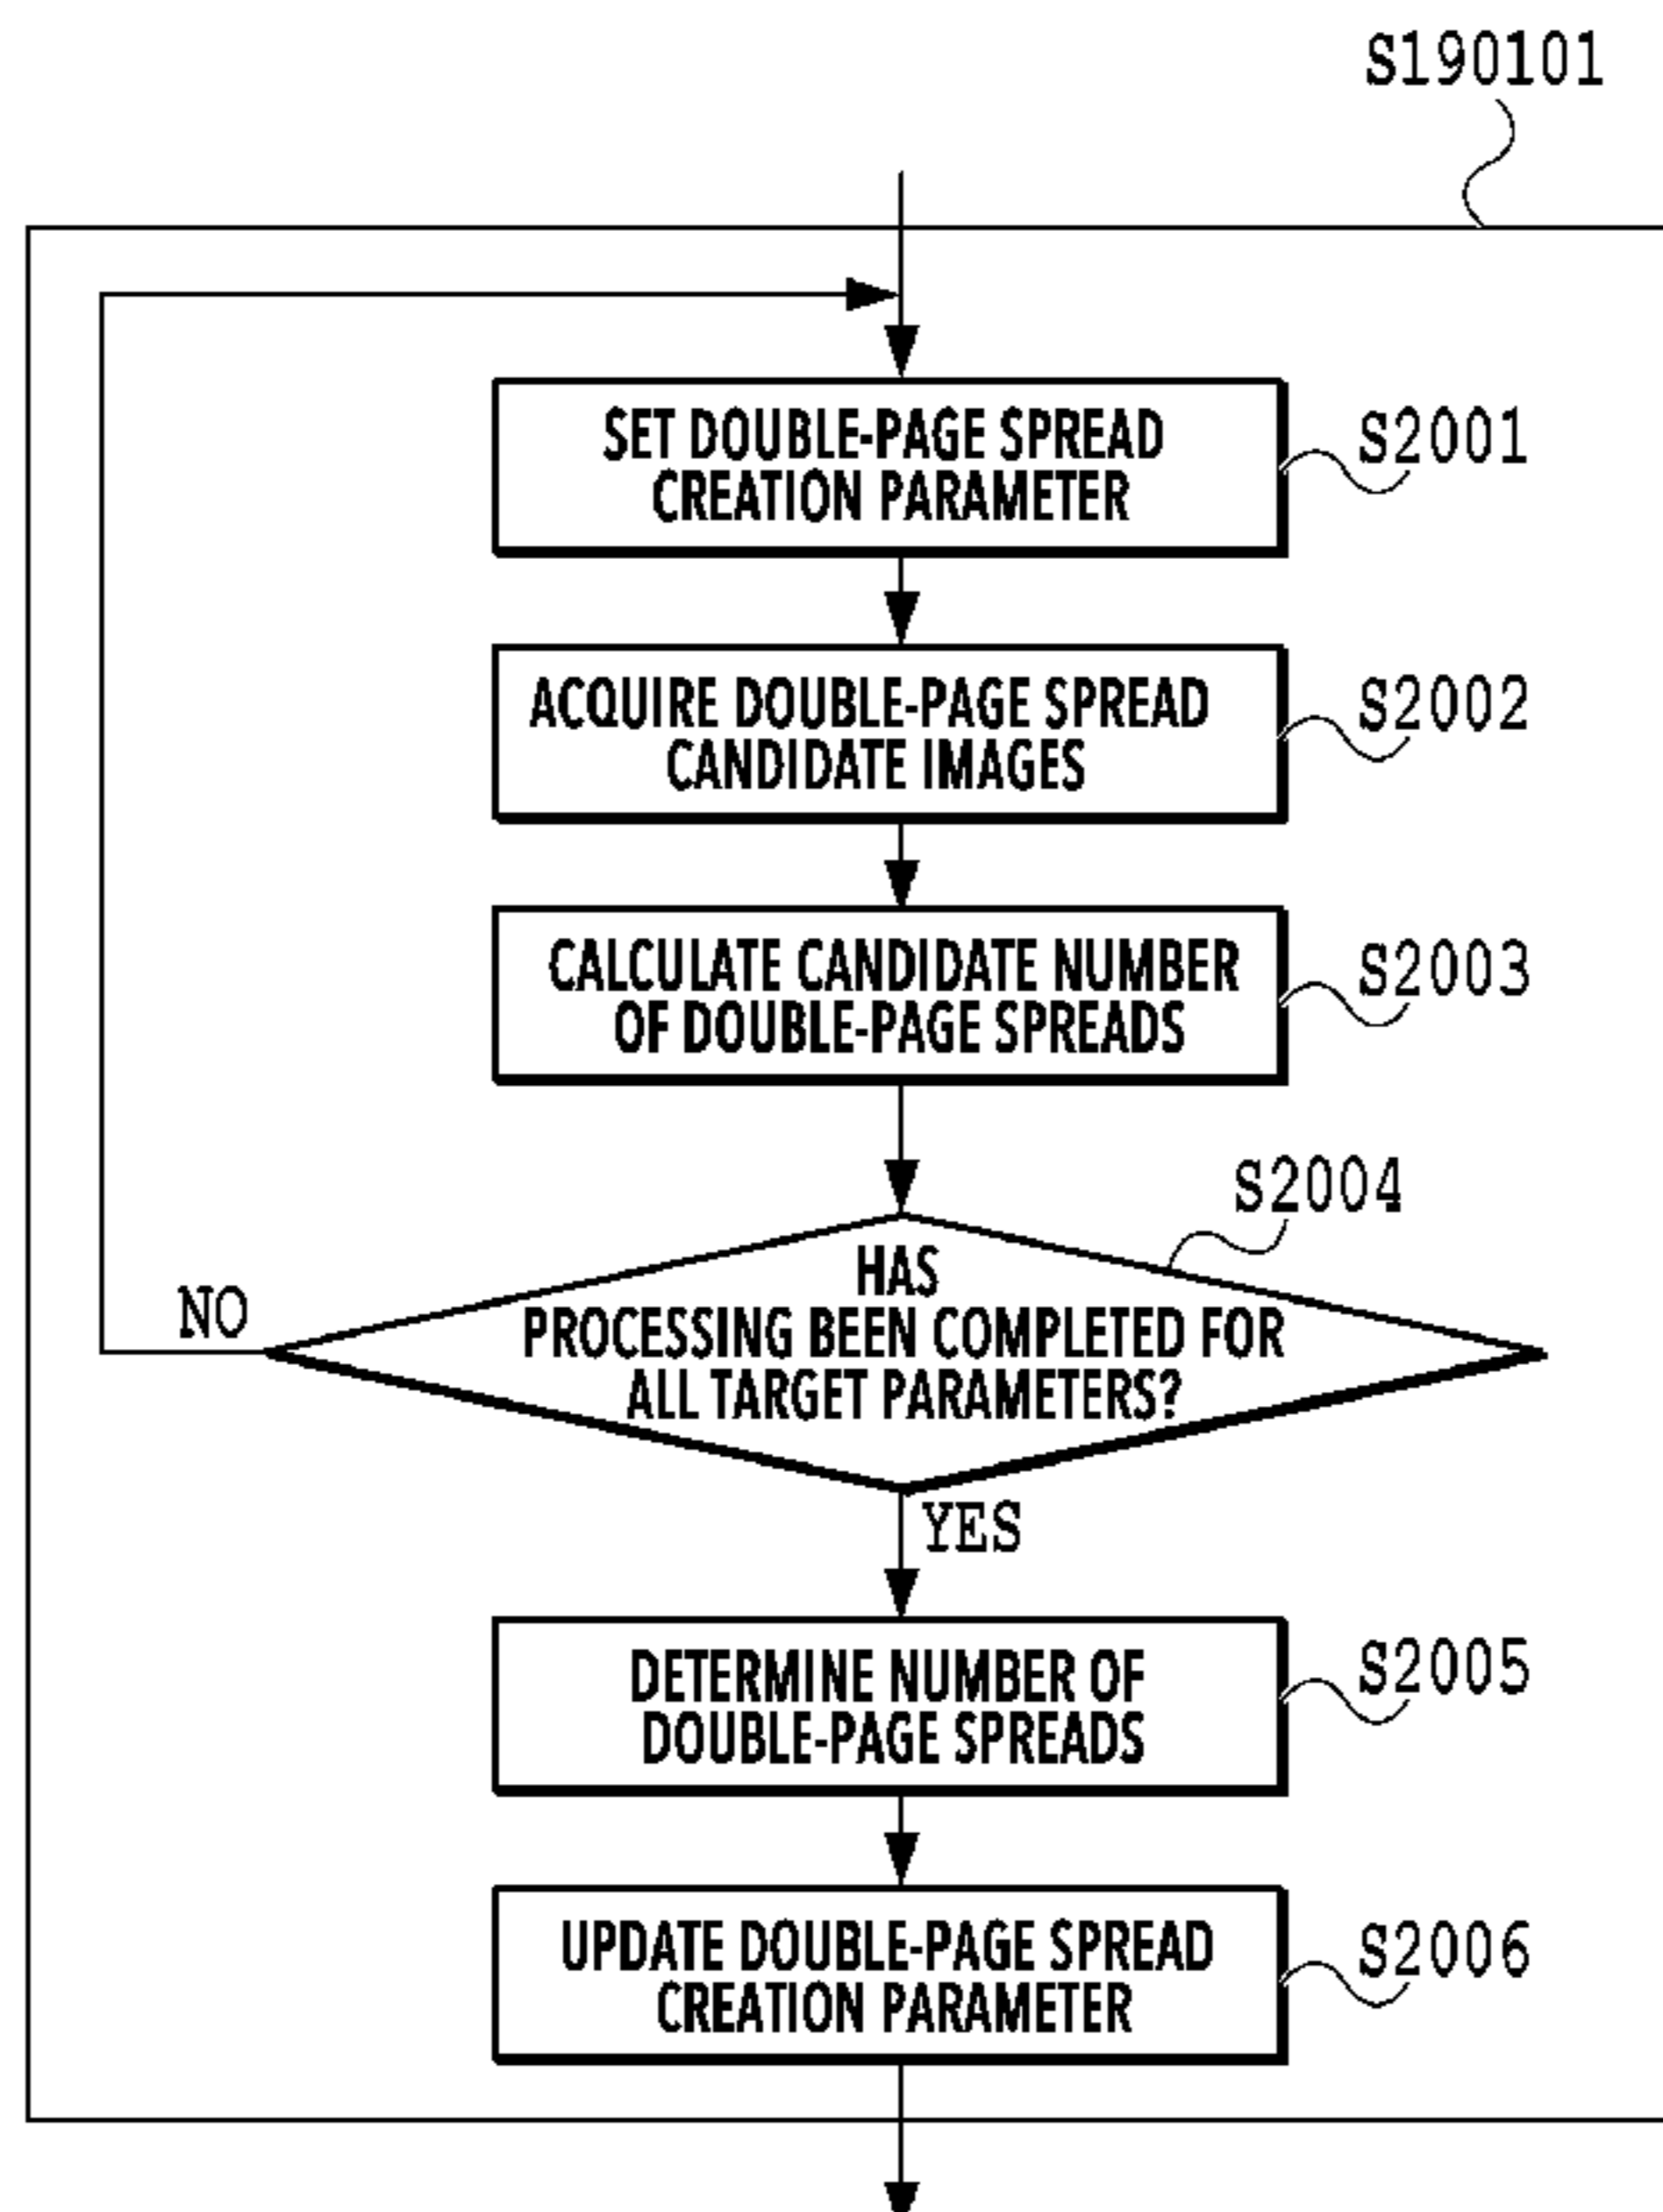 S190101
SET DOUBLE-PAGE SPREAD
CREATION PARAMETER
S2001
ACQUIRE DOUBLE-PAGE SPREAD
CANDIDATE IMAGES
S2002
CALCULATE CANDIDATE NUMBER
OF DOUBLE-PAGE SPREADS
S2003
S2004
HAS
PROCESSING BEEN COMPLETED FOR
ALL TARGET PARAMETERS?
NO
YES
DETERMINE NUMBER OF
DOUBLE-PAGE SPREADS
S2005
UPDATE DOUBLE-PAGE SPREAD
CREATION PARAMETER
S2006